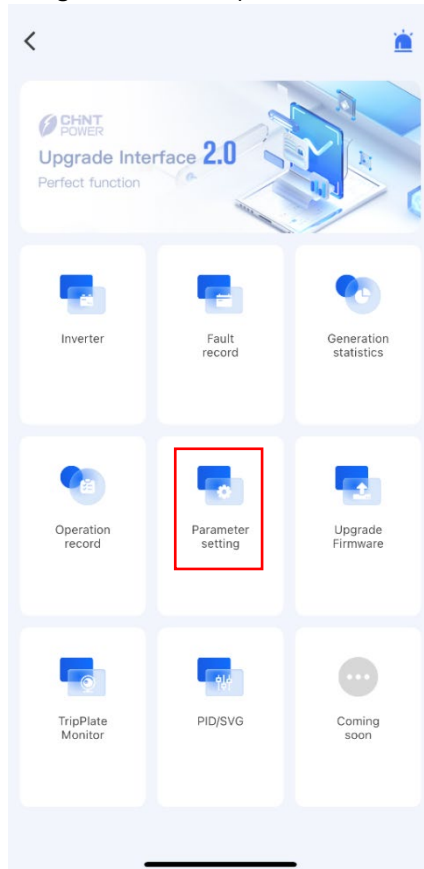 CHNT
POWER
Upgrade Interface 2.0
Perfect function
Inverter
Fault
record
Generation
statistics
Operation
record
Parameter
setting
Upgrade
Firmware
TripPlate
Monitor
PID/SVG
Coming
soon